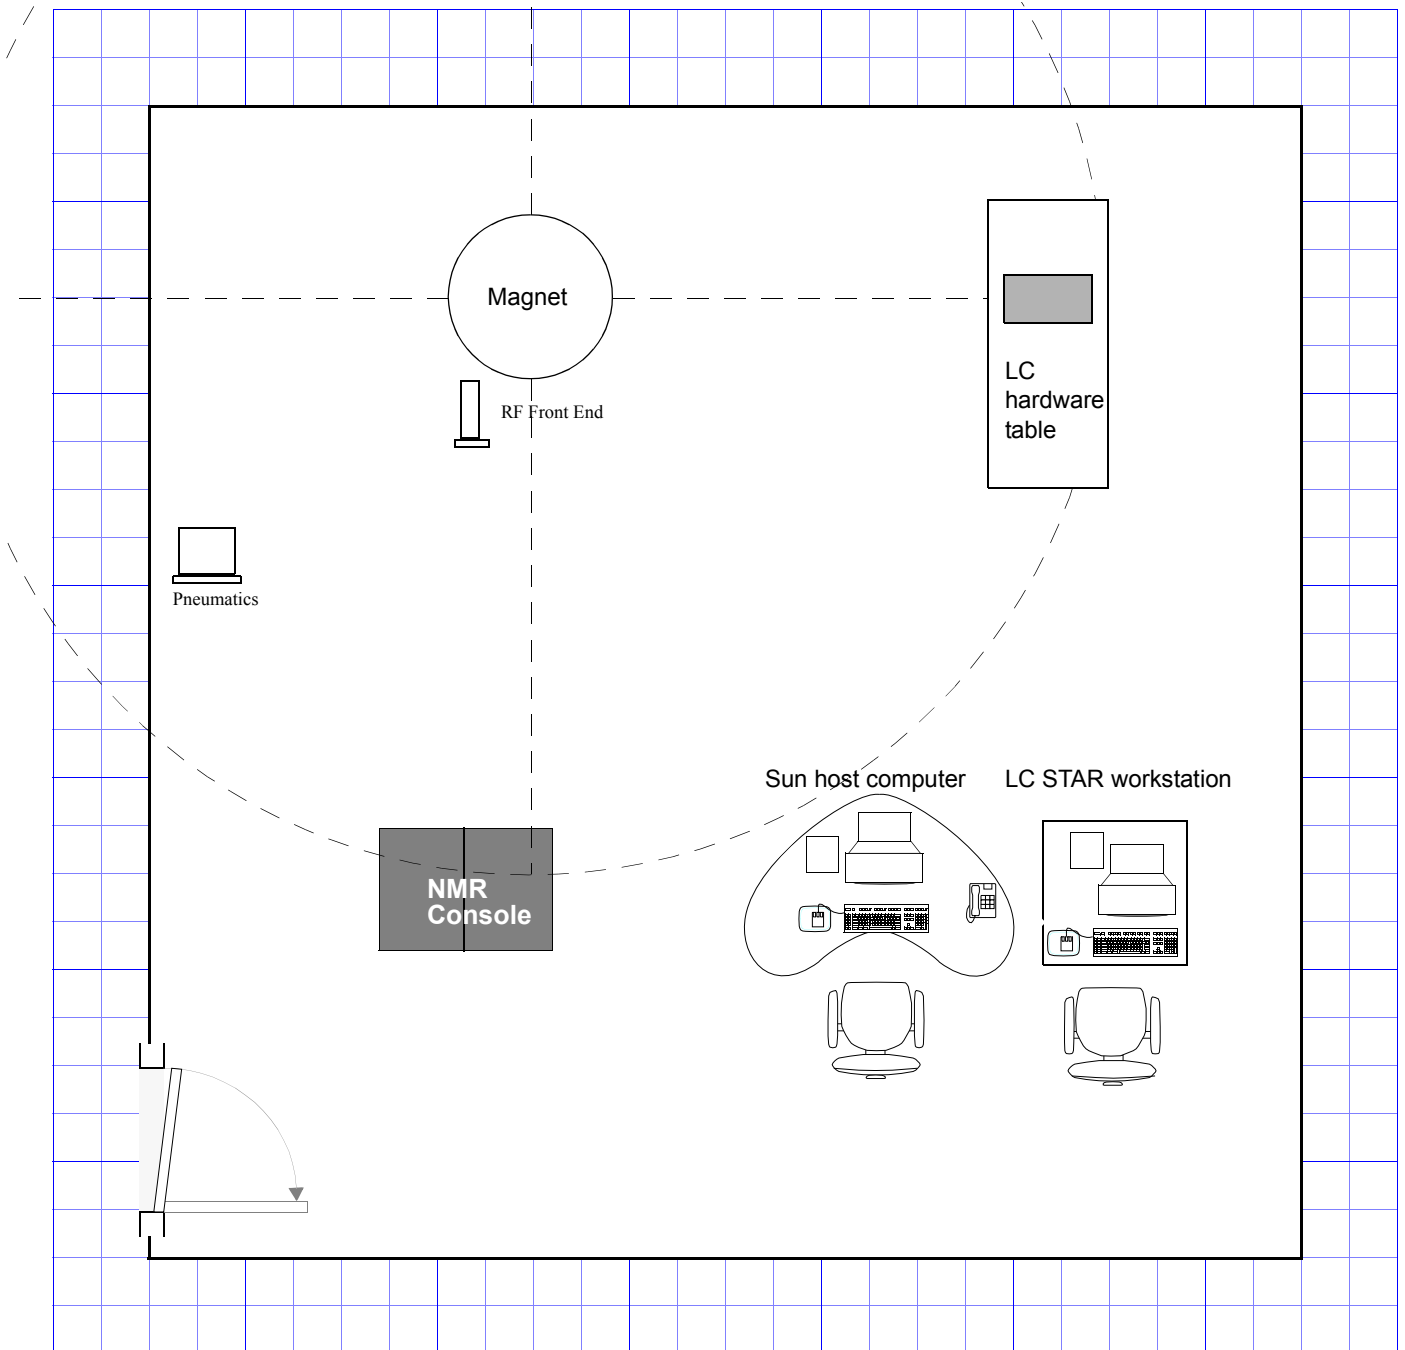 Magnet
LC
hardware
table
RF Front End
Pneumatics
Sun host computer
LC STAR workstation
NMR
Console